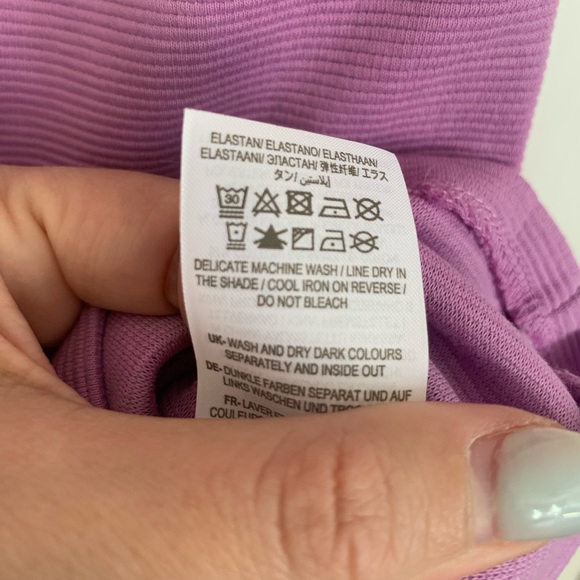 ELASTAN/ ELASTANO/ ELASTHAAN/
ELASTAANI/ ЭЛАСТАН/ 弹性纤维/ エラス
タン/ إيلاستين/
30
DELICATE MACHINE WASH / LINE DRY IN
THE SHADE / COOL IRON ON REVERSE /
DO NOT BLEACH
UK- WASH AND DRY DARK COLOURS
SEPARATELY AND INSIDE OUT
DE- DUNKLE FARBEN SEPARAT UND AUF
LINKS WASCHEN UND
FR- LAVER